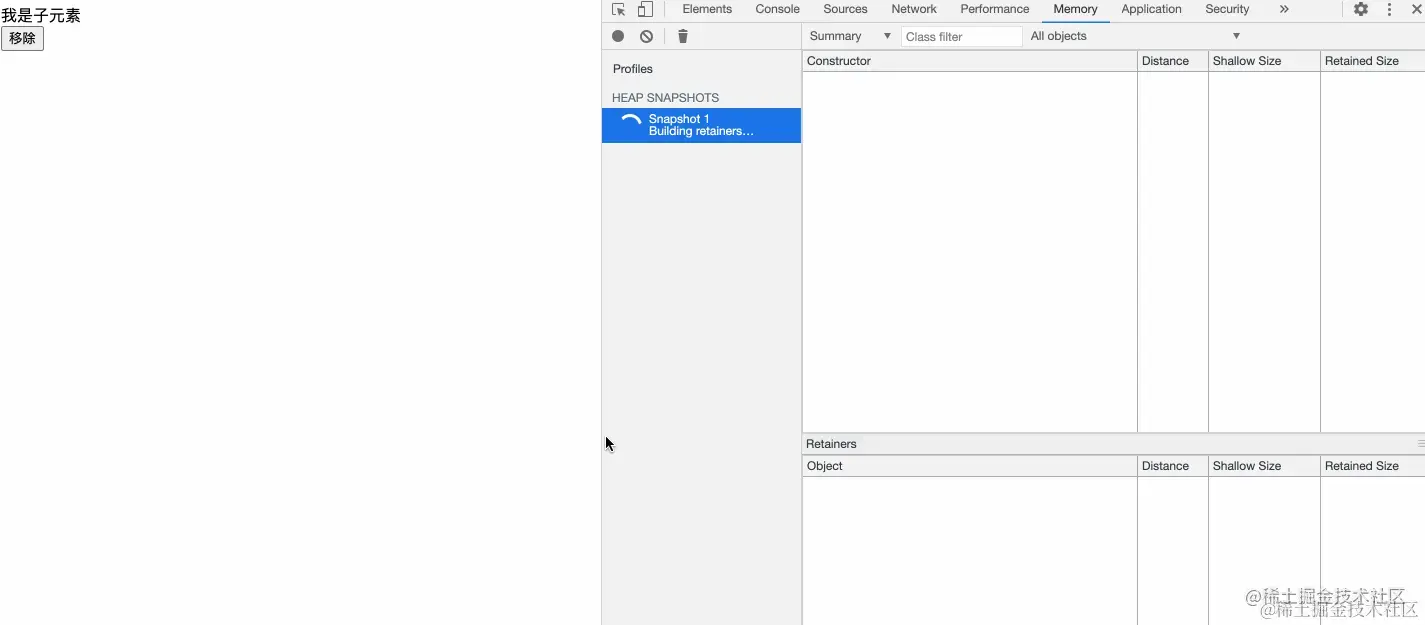 我是子元素
移除
Elements Console Sources Network Performance Memory Application Security »
Summary ▼ Class filter All objects ▼
Profiles
HEAP SNAPSHOTS
Snapshot 1
Building retainers…
Constructor Distance Shallow Size Retained Size
Retainers
Object Distance Shallow Size Retained Size
@稀土掘金技术社区
@稀土掘金技术社区